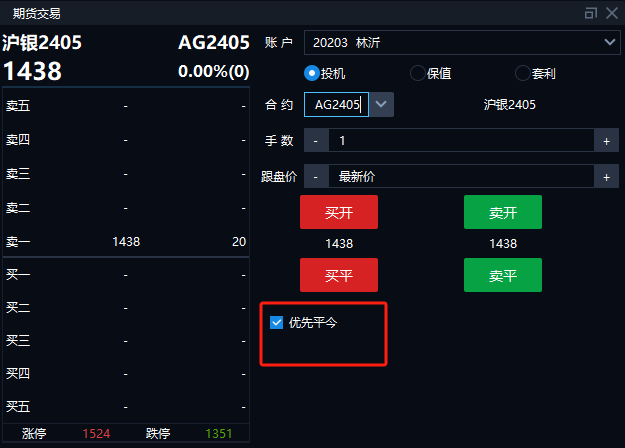 期货交易
沪银2405 AG2405
1438 0.00%(0)
卖五 - -
卖四 - -
卖三 - -
卖二 - -
卖一 1438 20
买一 - -
买二 - -
买三 - -
买四 - -
买五 - -
涨停 1524 跌停 1351
账户 20203 林沂
投机 保值 套利
合约 AG2405 沪银2405
手数 - 1 +
跟盘价 - 最新价 +
买开 卖开
1438 1438
买平 卖平
优先平今